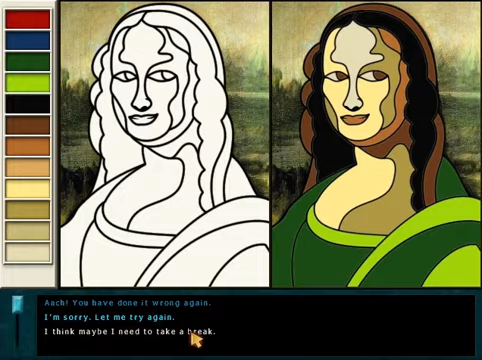 Aach! You have done it wrong again.
I'm sorry. Let me try again.
I think maybe I need to take a break.